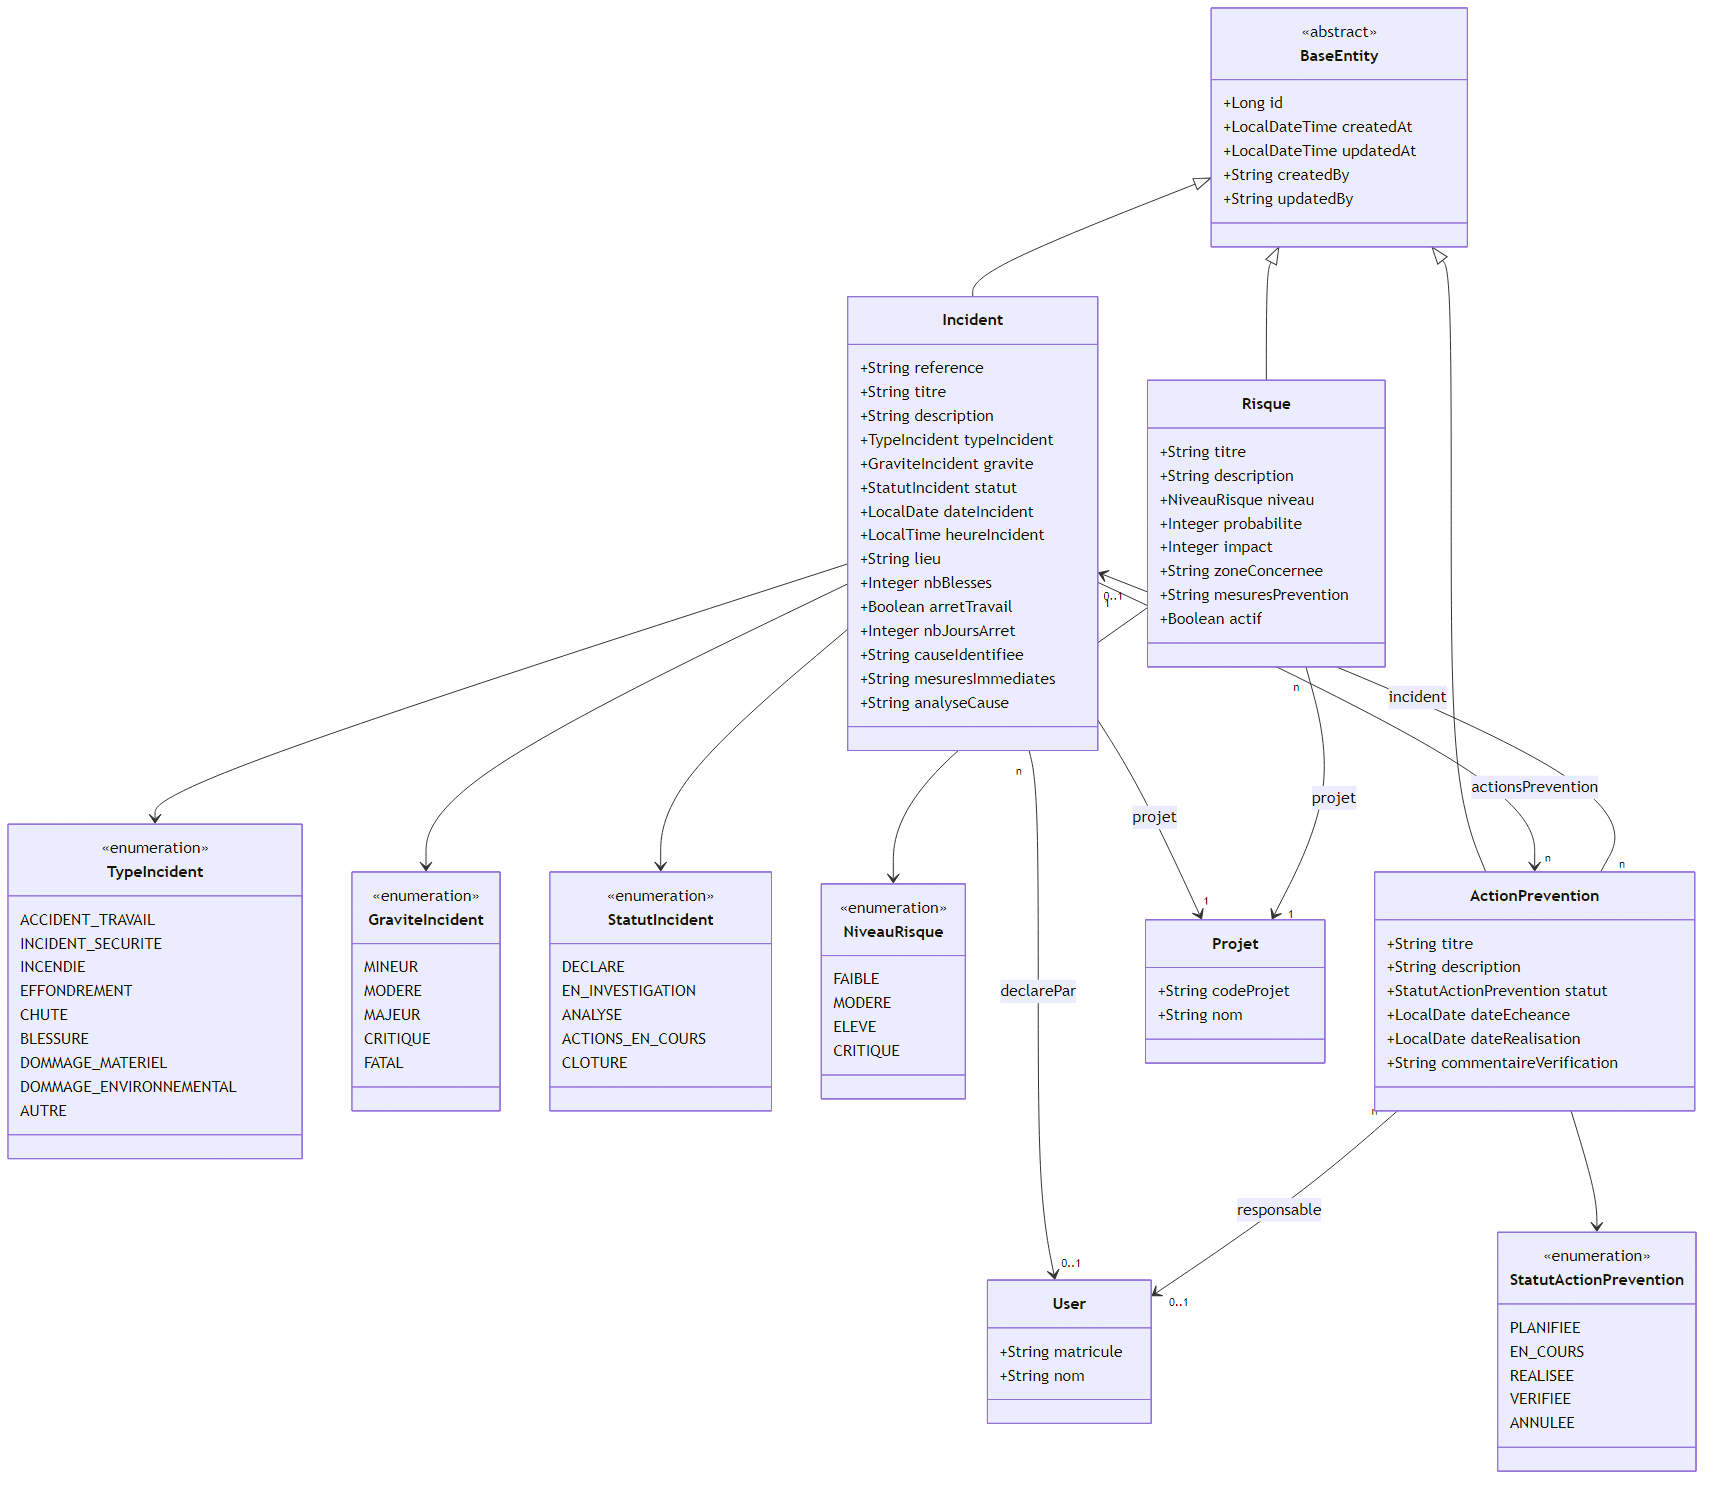 «abstract»
BaseEntity
+Long id
+LocalDateTime createdAt
+LocalDateTime updatedAt
+String createdBy
+String updatedBy
Incident
+String reference
+String titre
+String description
+TypeIncident typeIncident
+GraviteIncident gravite
+StatutIncident statut
+LocalDate dateIncident
+LocalTime heureIncident
+String lieu
+Integer nbBlesses
+Boolean arretTravail
+Integer nbJoursArret
+String causeIdentifiee
+String mesuresImmediates
+String analyseCause
Risque
+String titre
+String description
+NiveauRisque niveau
+Integer probabilite
+Integer impact
+String zoneConcernee
+String mesuresPrevention
+Boolean actif
0..1
1
n
incident
n
actionsPrevention
projet
projet
n
n
1
1
«enumeration»
TypeIncident
ACCIDENT_TRAVAIL
INCIDENT_SECURITE
INCENDIE
EFFONDREMENT
CHUTE
BLESSURE
DOMMAGE_MATERIEL
DOMMAGE_ENVIRONNEMENTAL
AUTRE
«enumeration»
GraviteIncident
MINEUR
MODERE
MAJEUR
CRITIQUE
FATAL
«enumeration»
StatutIncident
DECLARE
EN_INVESTIGATION
ANALYSE
ACTIONS_EN_COURS
CLOTURE
«enumeration»
NiveauRisque
FAIBLE
MODERE
ELEVE
CRITIQUE
declarePar
Projet
+String codeProjet
+String nom
ActionPrevention
+String titre
+String description
+StatutActionPrevention statut
+LocalDate dateEcheance
+LocalDate dateRealisation
+String commentaireVerification
n
responsable
0..1
0..1
User
+String matricule
+String nom
«enumeration»
StatutActionPrevention
PLANIFIEE
EN_COURS
REALISEE
VERIFIEE
ANNULEE